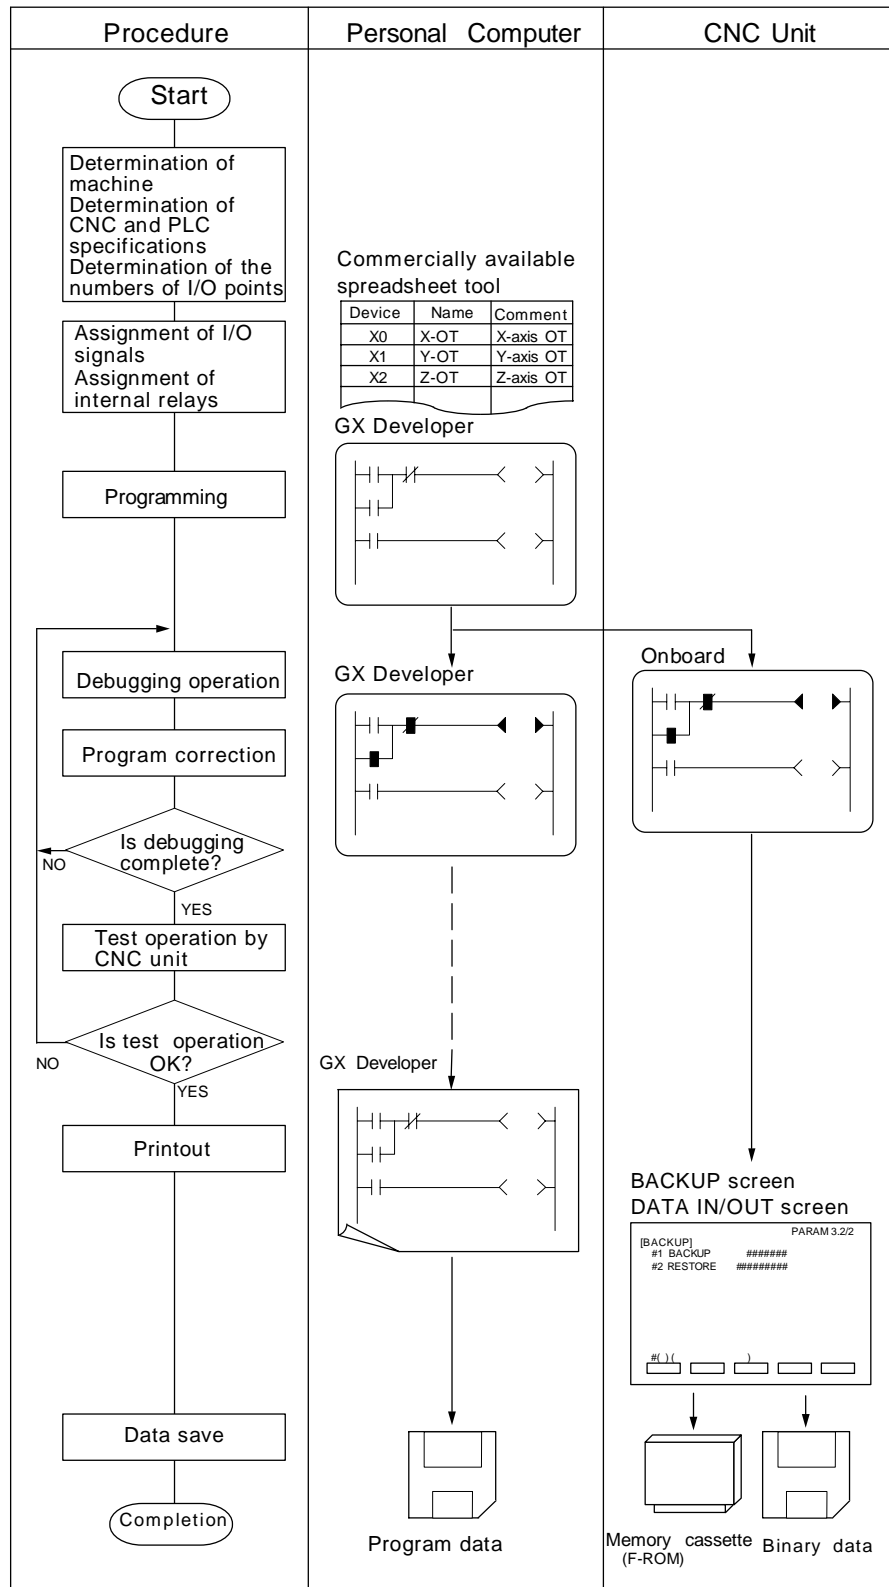 Procedure
Personal Computer
CNC Unit
Start
Determination of
machine
Determination of
CNC and PLC
specifications
Determination of the
numbers of I/O points
Assignment of I/O
signals
Assignment of
internal relays
Programming
Debugging operation
Program correction
Is debugging
complete?
NO
YES
Test operation by
CNC unit
Is test operation
OK?
NO
YES
Printout
Data save
Completion
Commercially available
spreadsheet tool
Device Name Comment
X0 X-OT X-axis OT
X1 Y-OT Y-axis OT
X2 Z-OT Z-axis OT
GX Developer
GX Developer
GX Developer
Program data
Onboard
BACKUP screen
DATA IN/OUT screen
PARAM 3.2/2
[BACKUP]
#1 BACKUP #######
#2 RESTORE #########
#( ) ( )
Memory cassette
(F-ROM)
Binary data